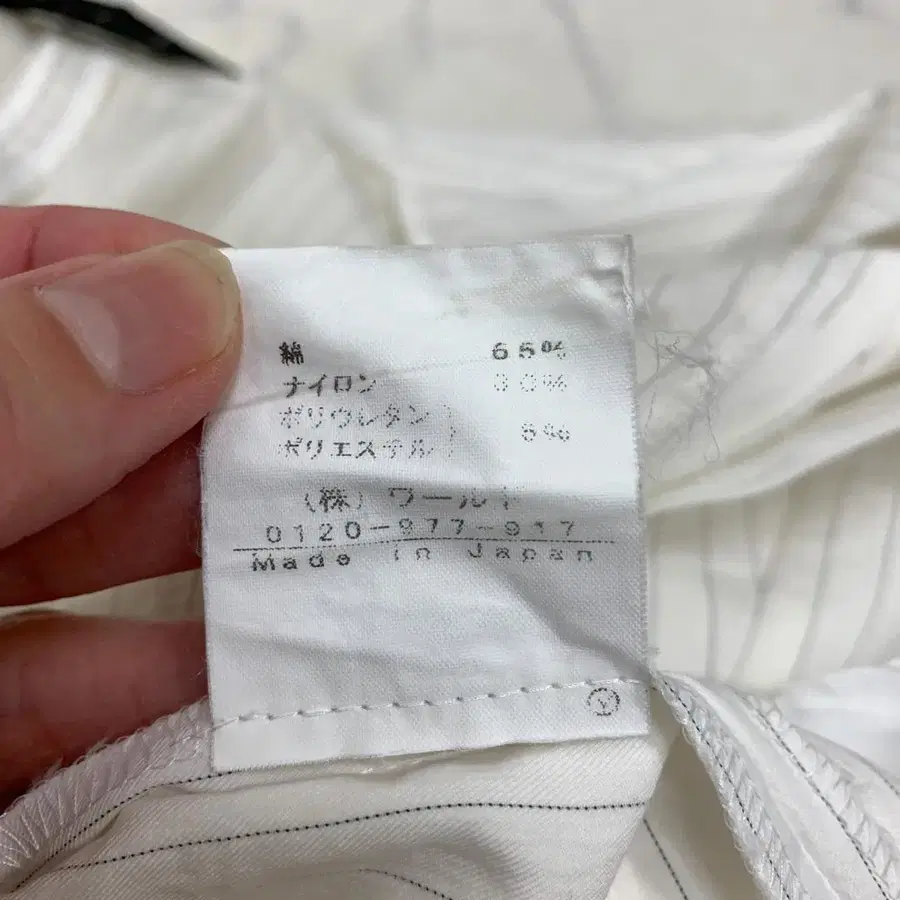 綿 65%
ナイロン 30%
ポリウレタン
ポリエステル 5%
(株)ワールド
0120-977-917
Made in Japan
Y